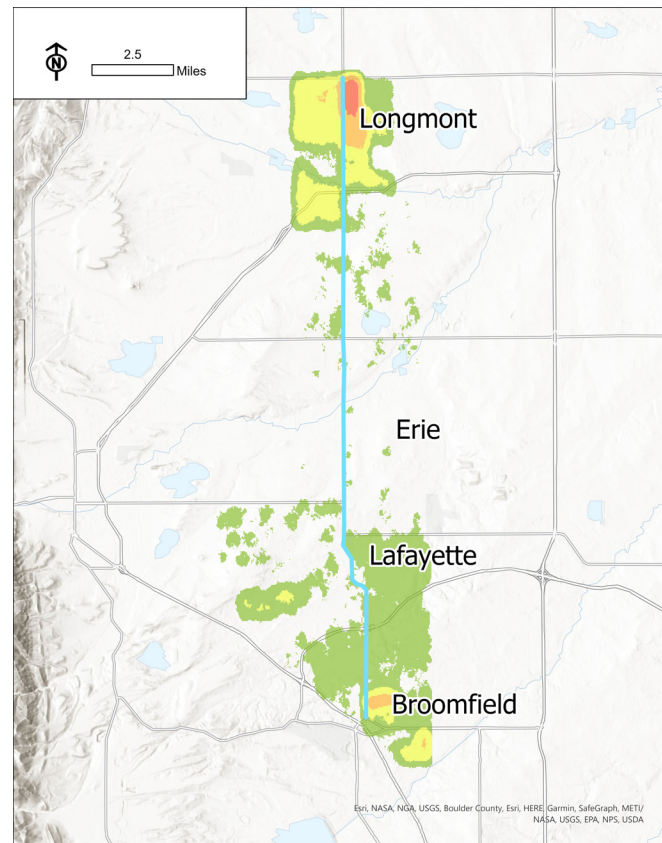 N
2.5
Miles
Longmont
Erie
Lafayette
Broomfield
Esri, NASA, NGA, USGS, Boulder County, Esri, HERE, Garmin, SafeGraph, METI/
NASA, USGS, EPA, NPS, USDA